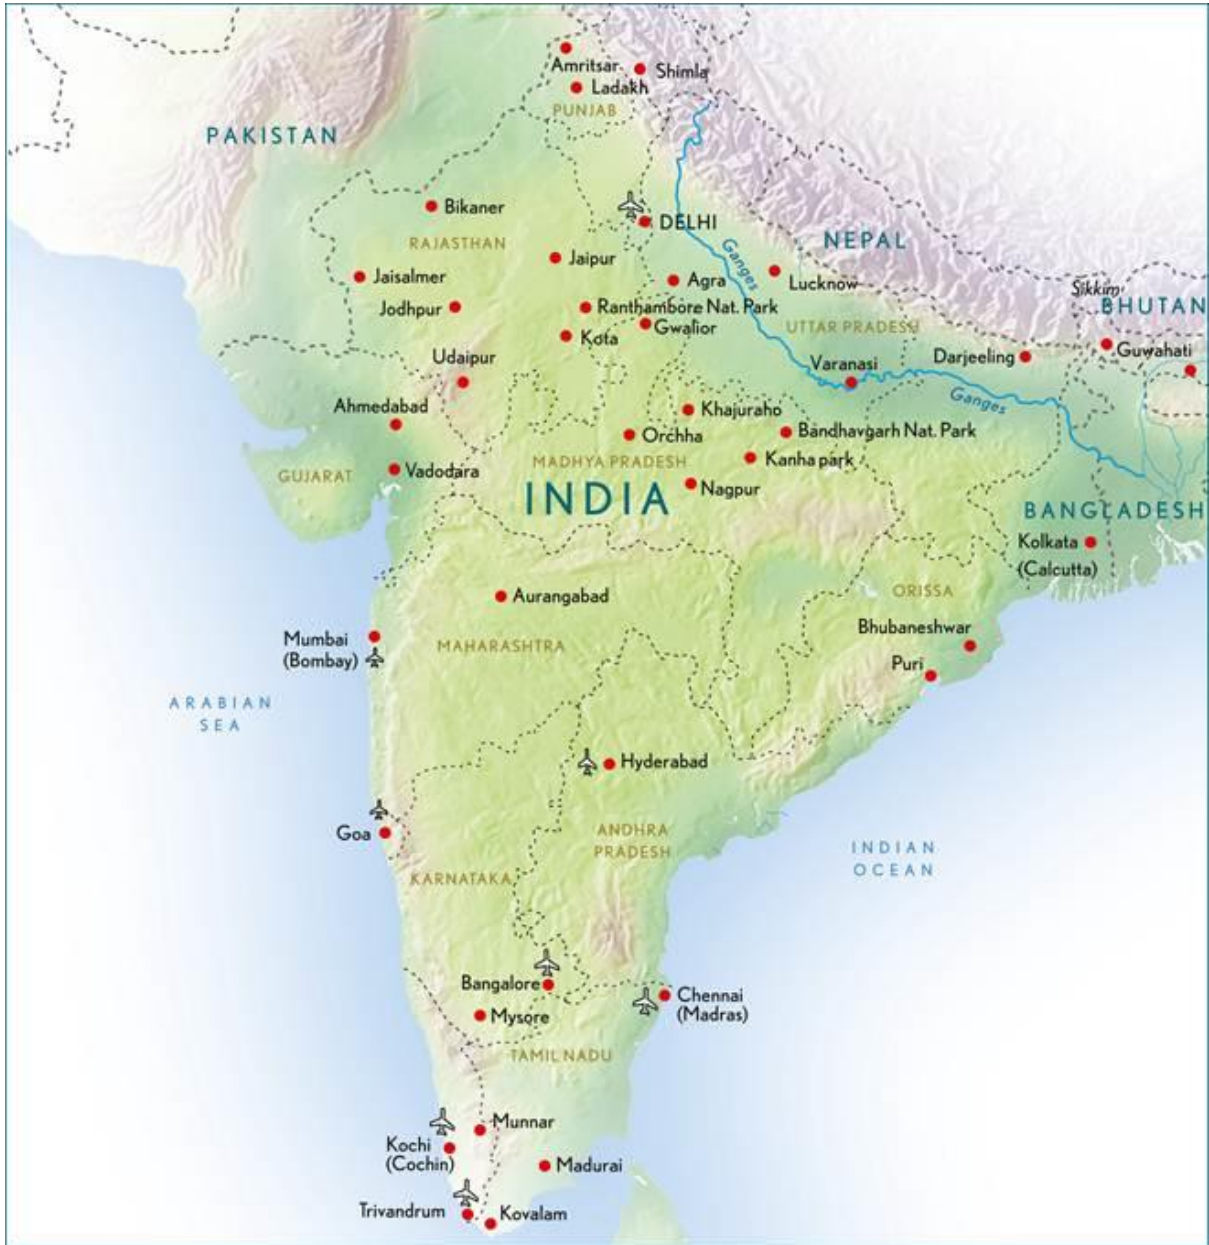 Amritsar
Shimla
Ladakh
PUNJAB
PAKISTAN
Bikaner
DELHI
RAJASTHAN
NEPAL
Ganges
Jaipur
Jaisalmer
Agra
Lucknow
Sikkim
BHUTAN
Jodhpur
Ranthambore Nat. Park
Gwalior
UTTAR PRADESH
Kota
Udaipur
Varanasi
Darjeeling
Guwahati
Ganges
Ahmedabad
Khajuraho
Orchha
Bandhavgarh Nat. Park
GUJARAT
Vadodara
MADHYA PRADESH
Kanha park
INDIA
Nagpur
BANGLADESH
Kolkata
(Calcutta)
Aurangabad
ORISSA
Mumbai
(Bombay)
MAHARASHTRA
Bhubaneshwar
Puri
ARABIAN
SEA
Hyderabad
Goa
ANDHRA
PRADESH
INDIAN
OCEAN
KARNATAKA
Bangalore
Chennai
(Madras)
Mysore
TAMIL NADU
Munnar
Kochi
(Cochin)
Madurai
Trivandrum
Kovalam